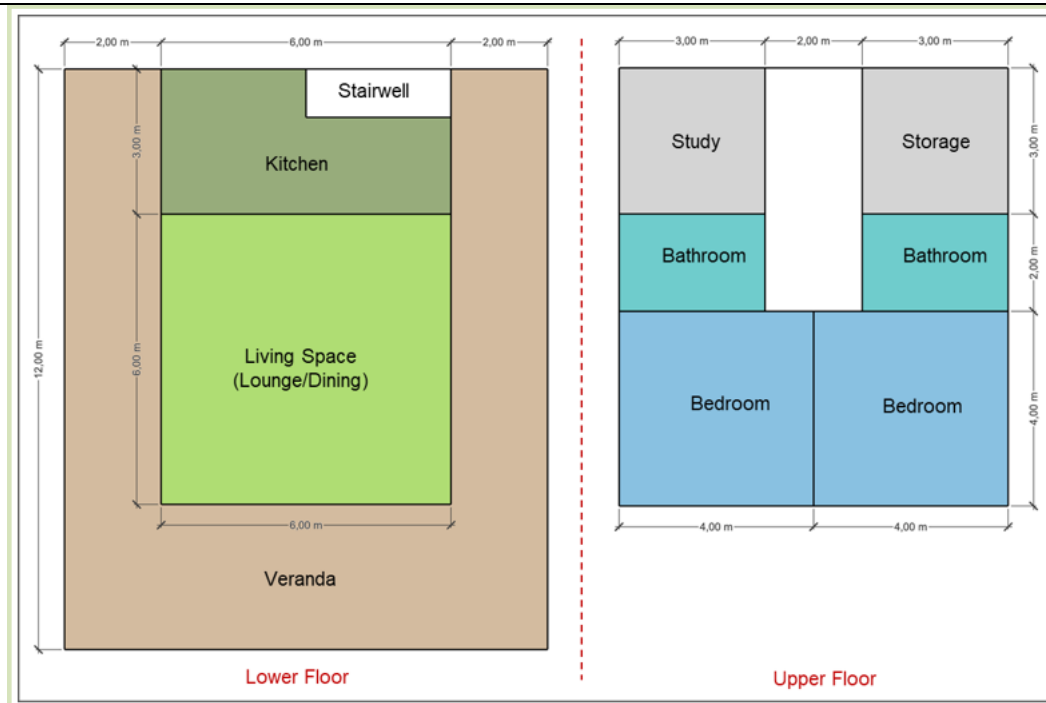 2,00 m
6,00 m
2,00 m
3,00 m
2,00 m
3,00 m
Stairwell
Kitchen
3,00 m
Study
Storage
3,00 m
Bathroom
Bathroom
2,00 m
Living Space
(Lounge/Dining)
12,00 m
6,00 m
Bedroom
Bedroom
4,00 m
6,00 m
4,00 m
4,00 m
Veranda
Lower Floor
Upper Floor